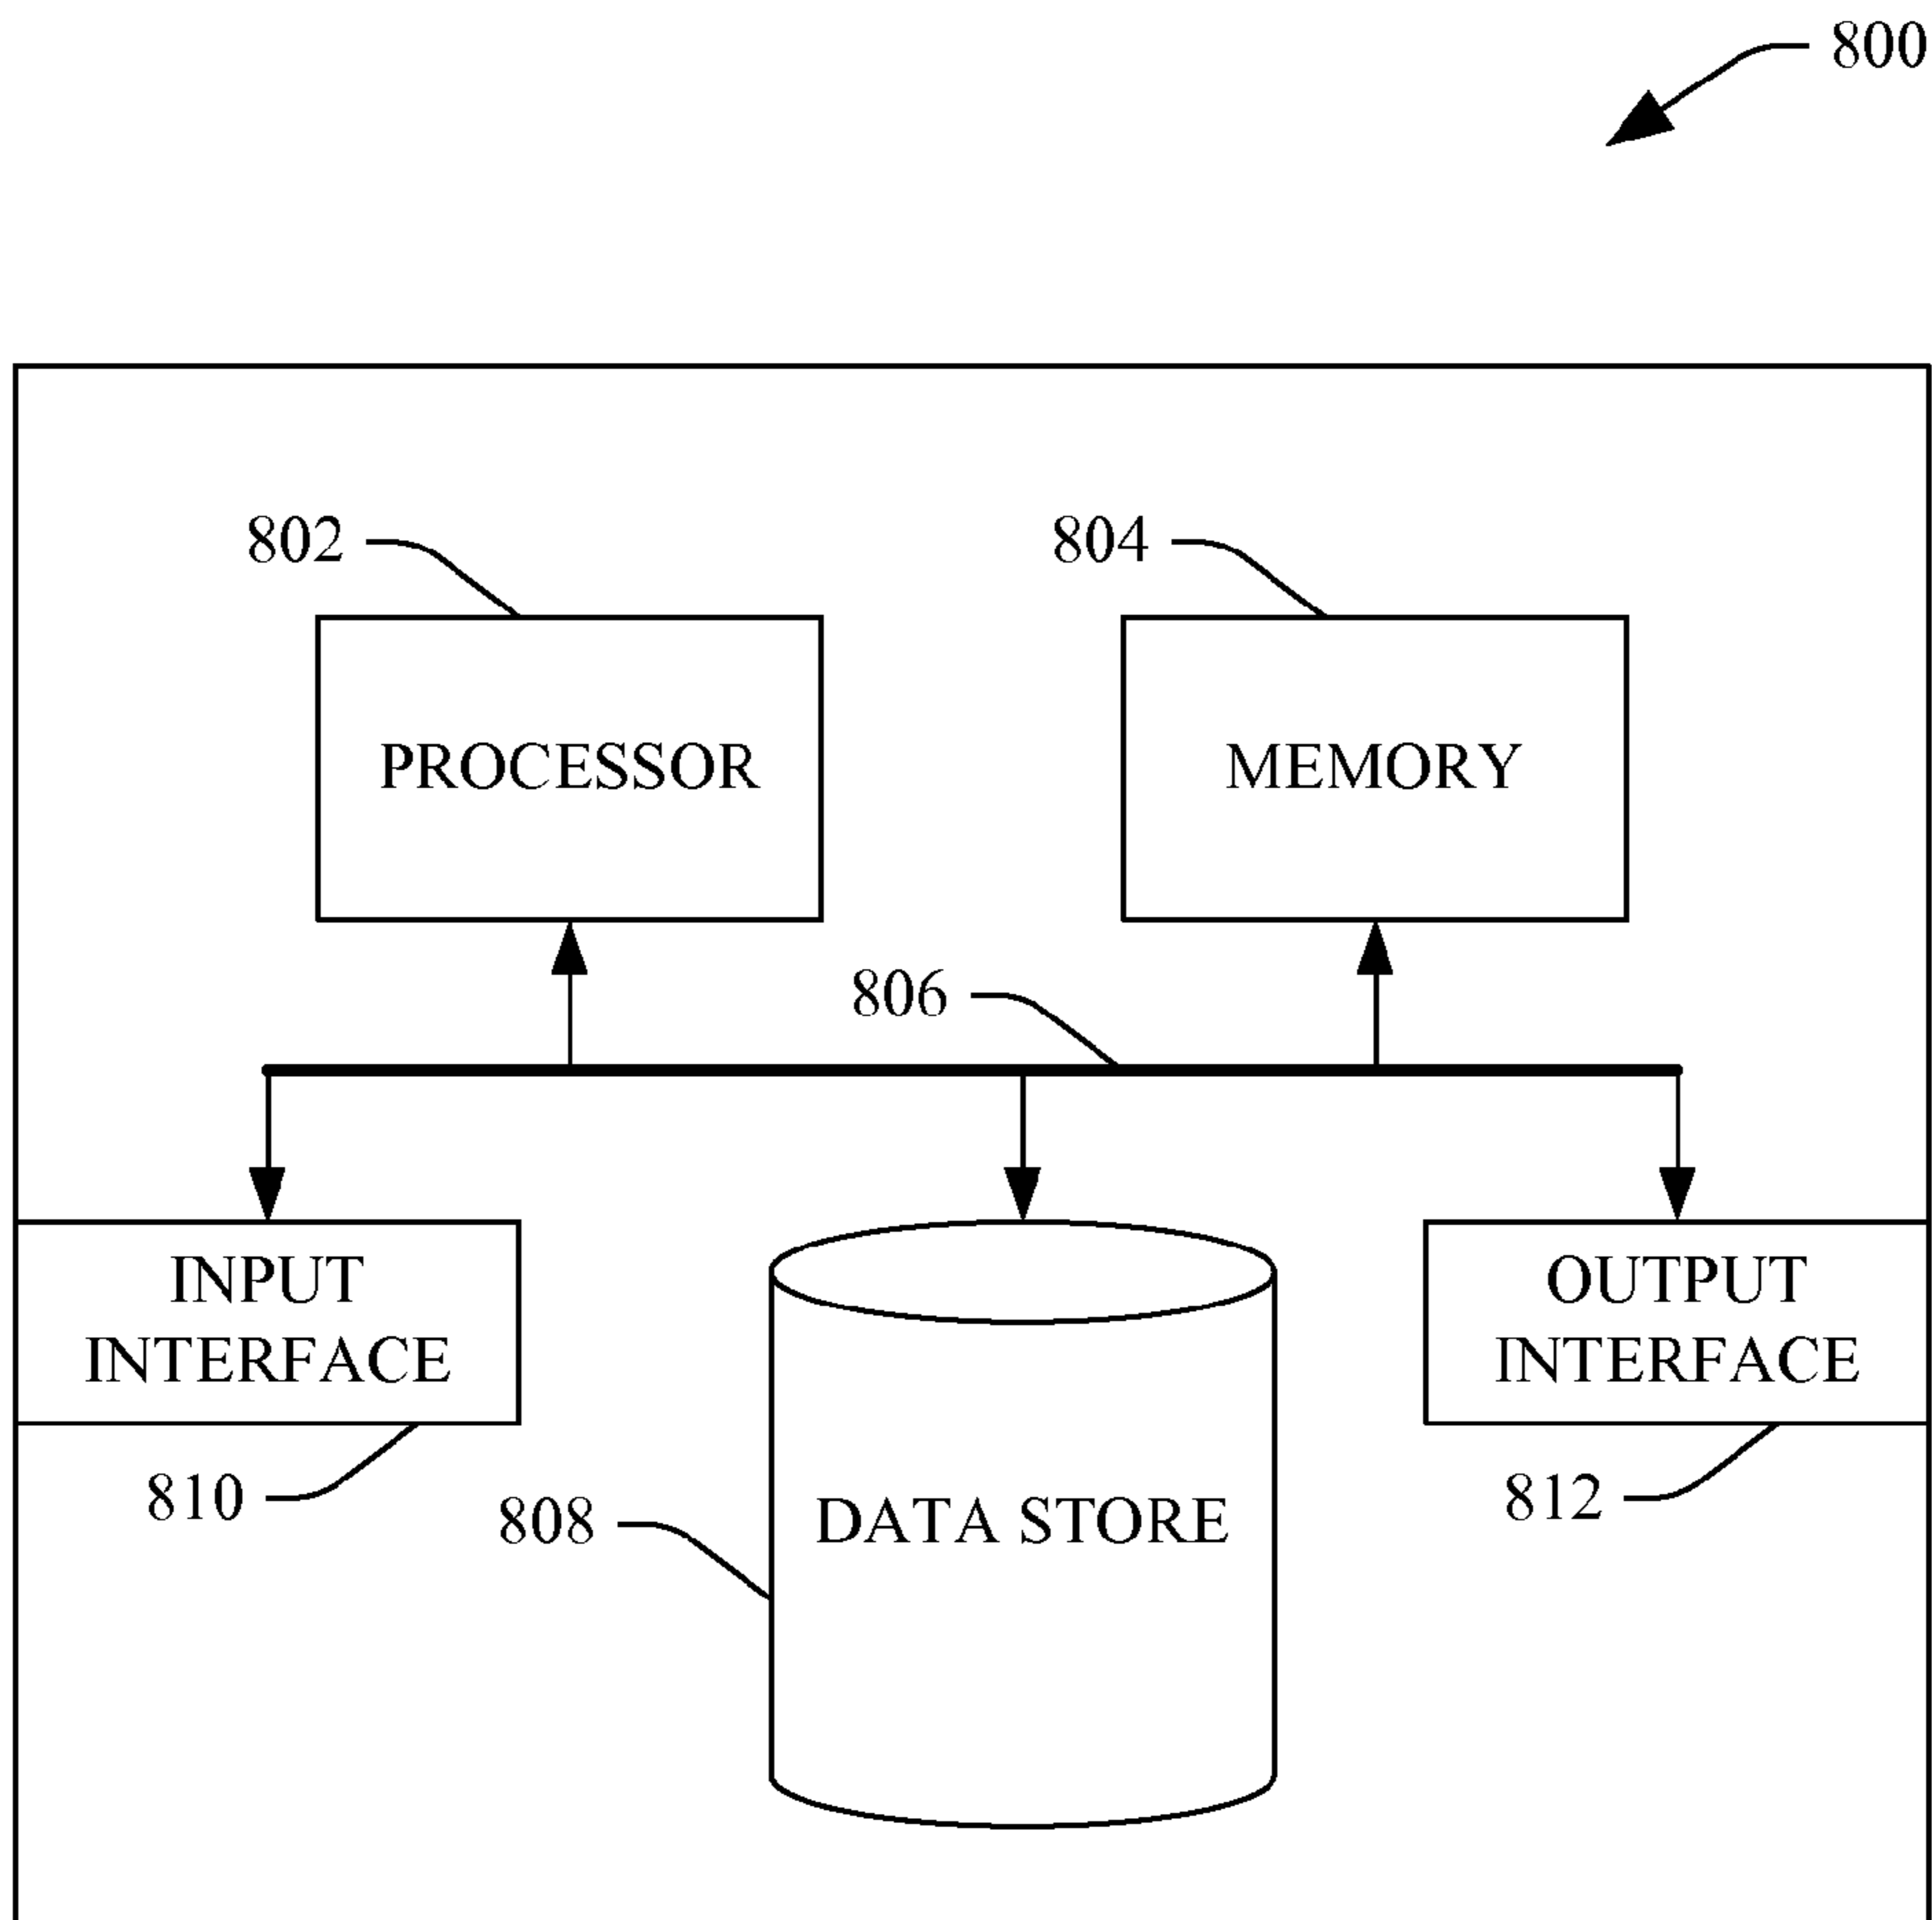 800
802
804
PROCESSOR
MEMORY
806
INPUT
INTERFACE
OUTPUT
INTERFACE
810
808
DATA STORE
812